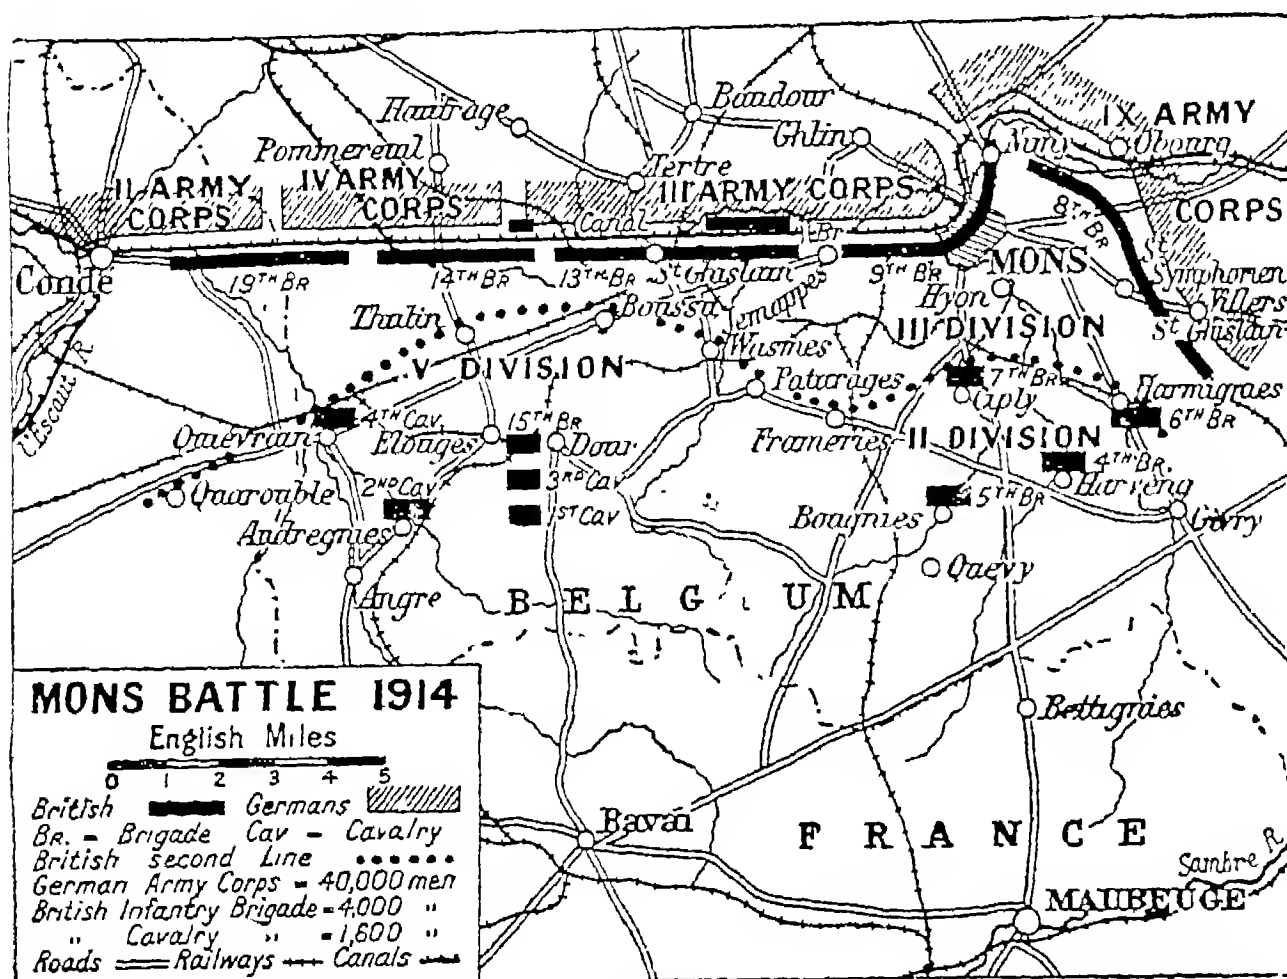 Baudour
Hautrage
Ghlin
IX ARMY
Nimy
Obourg
Pommereul
Tertre
II ARMY
CORPS
IV ARMY
CORPS
III ARMY CORPS
CORPS
Canal
8TH BR
Condé
19TH BR
14TH BR
13TH BR
St Ghislain
Br
9TH BR
MONS
St Symphorien
Hyon
Villers
St Ghislain
Jemappes
Thulin
Boussu
III DIVISION
Wasmes
V DIVISION
l'Escaut R
Paturages
7TH BR
Ciply
Harmignies
4TH CAV.
6TH BR
Quievrain
Elouges
15TH BR
Dour
Frameries
II DIVISION
3RD Cav
4TH BR.
Harveng
2ND Cav
Quarouble
5TH BR
1ST Cav
Bougnies
Givry
Andregnies
Quevy
Angre
BELGIUM
MONS BATTLE 1914
English Miles
0 1 2 3 4 5
British Germans
BR. = Brigade Cav = Cavalry
British second Line
German Army Corps = 40,000 men
British Infantry Brigade = 4,000 "
" Cavalry " = 1,600 "
Roads Railways Canals
Bettignies
Bavai
FRANCE
Sambre R
MAUBEUGE